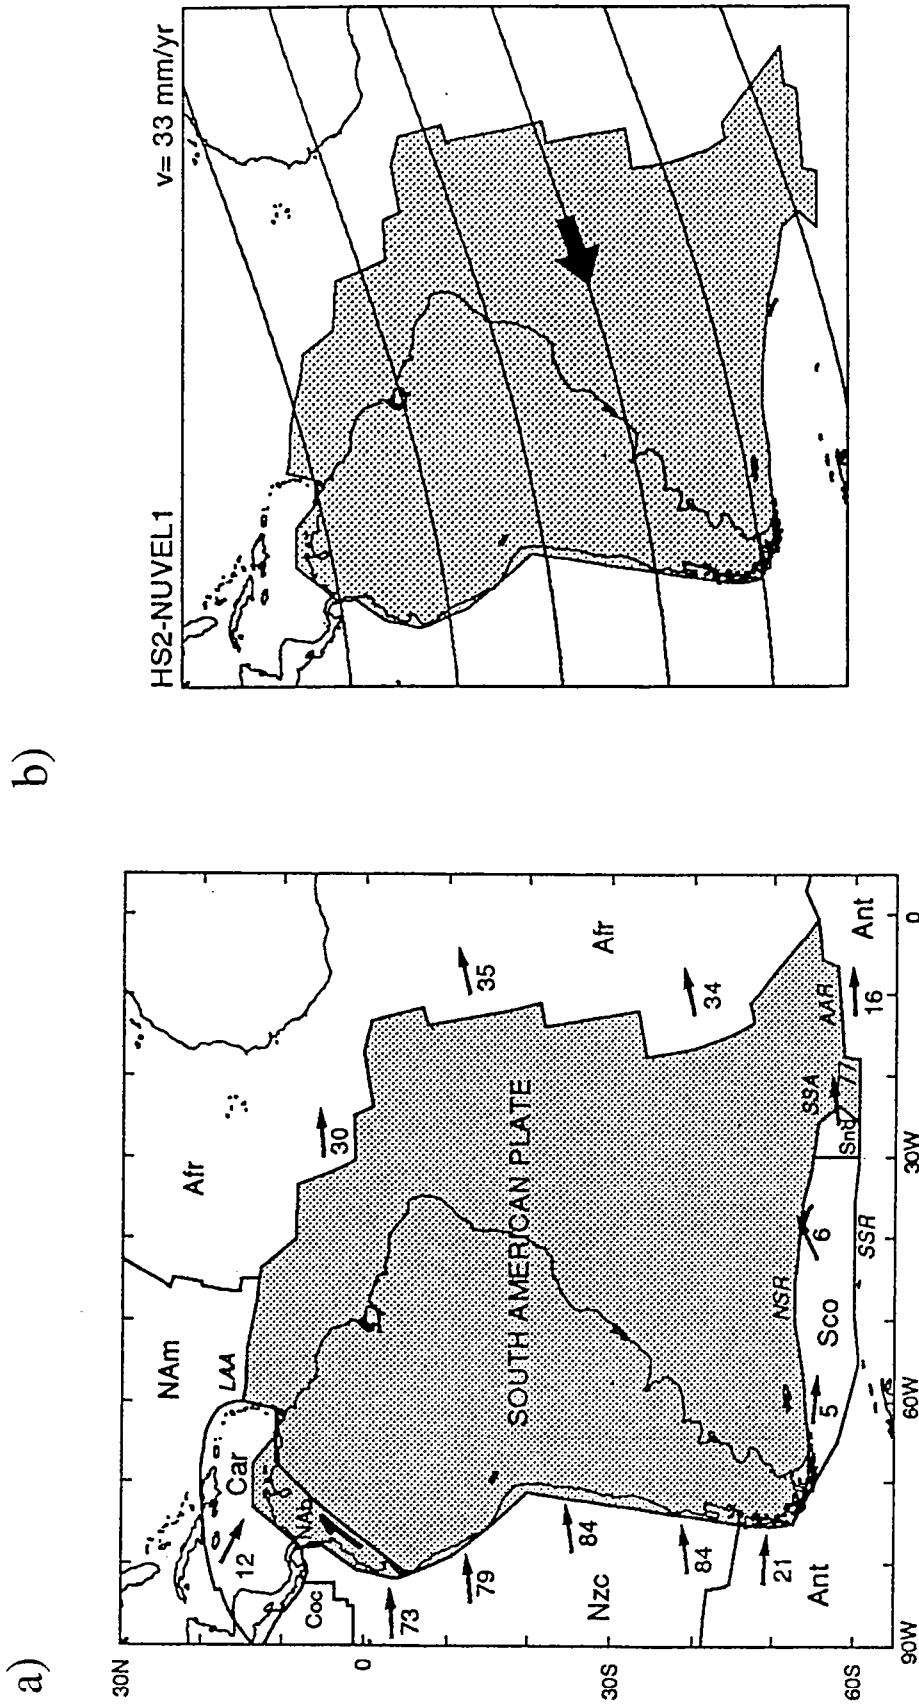 a)
30N
0
30S
60S
90W
60W
30W
0
NAm
Afr
LAA
Car
12
NAb
Coc
73
79
84
84
21
Nzc
Ant
SOUTH AMERICAN PLATE
30
35
34
Afr
NSR
Sco
5
6
SSR
SSA
Snd
AAR
16
Ant
b)
HS2-NUVEL1
v= 33 mm/yr